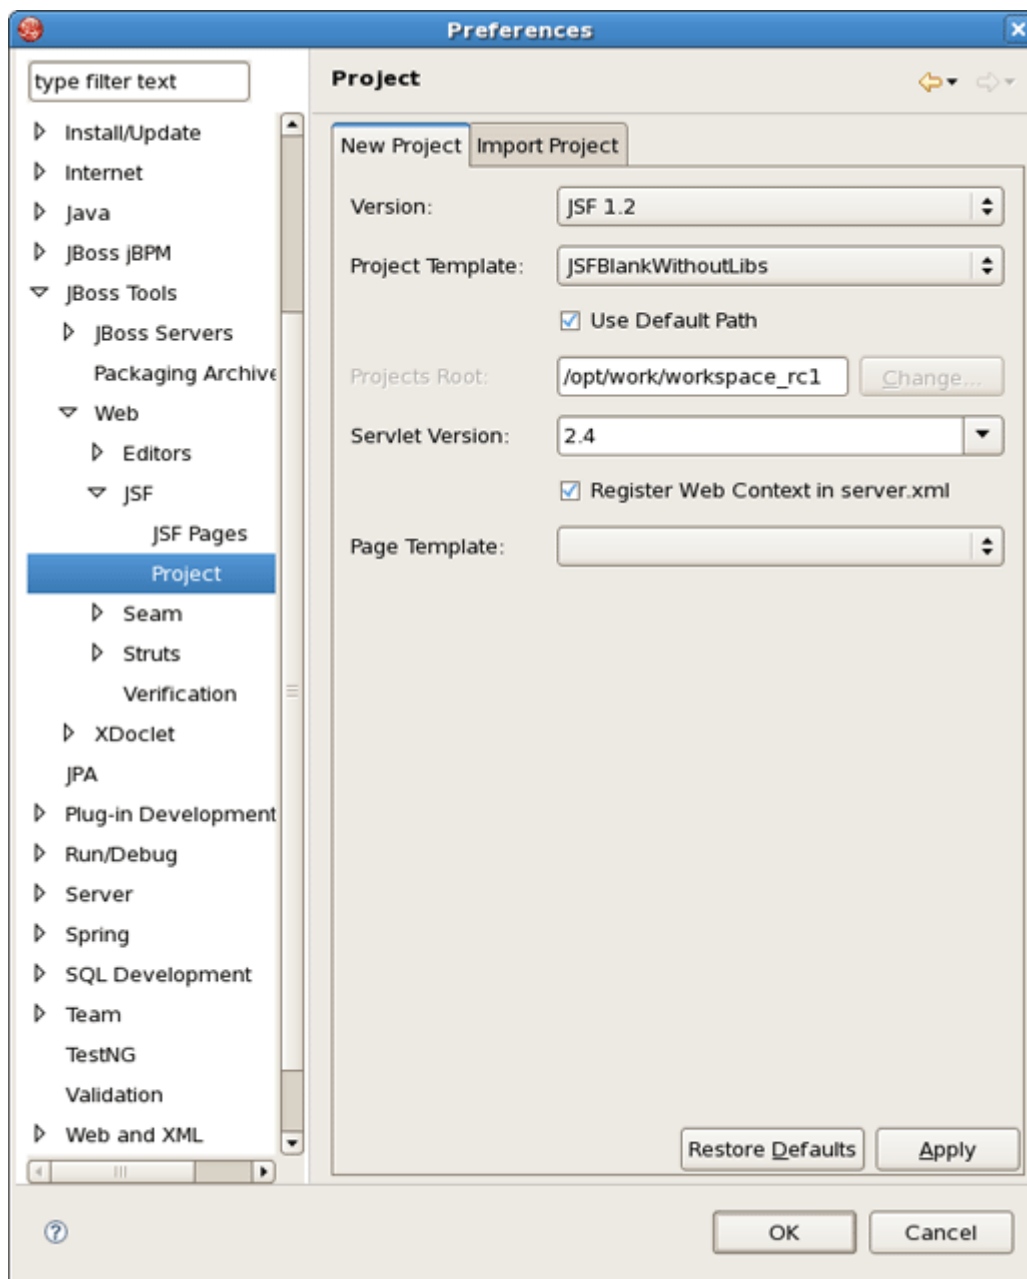 Preferences
type filter text
Install/Update
Internet
Java
JBoss jBPM
JBoss Tools
JBoss Servers
Packaging Archive
Web
Editors
JSF
JSF Pages
Project
Seam
Struts
Verification
XDoclet
JPA
Plug-in Development
Run/Debug
Server
Spring
SQL Development
Team
TestNG
Validation
Web and XML
Project
New Project Import Project
Version: JSF 1.2
Project Template: JSFBlankWithoutLibs
Use Default Path
Projects Root: /opt/work/workspace_rc1 Change...
Servlet Version: 2.4
Register Web Context in server.xml
Page Template:
Restore Defaults Apply
? OK Cancel